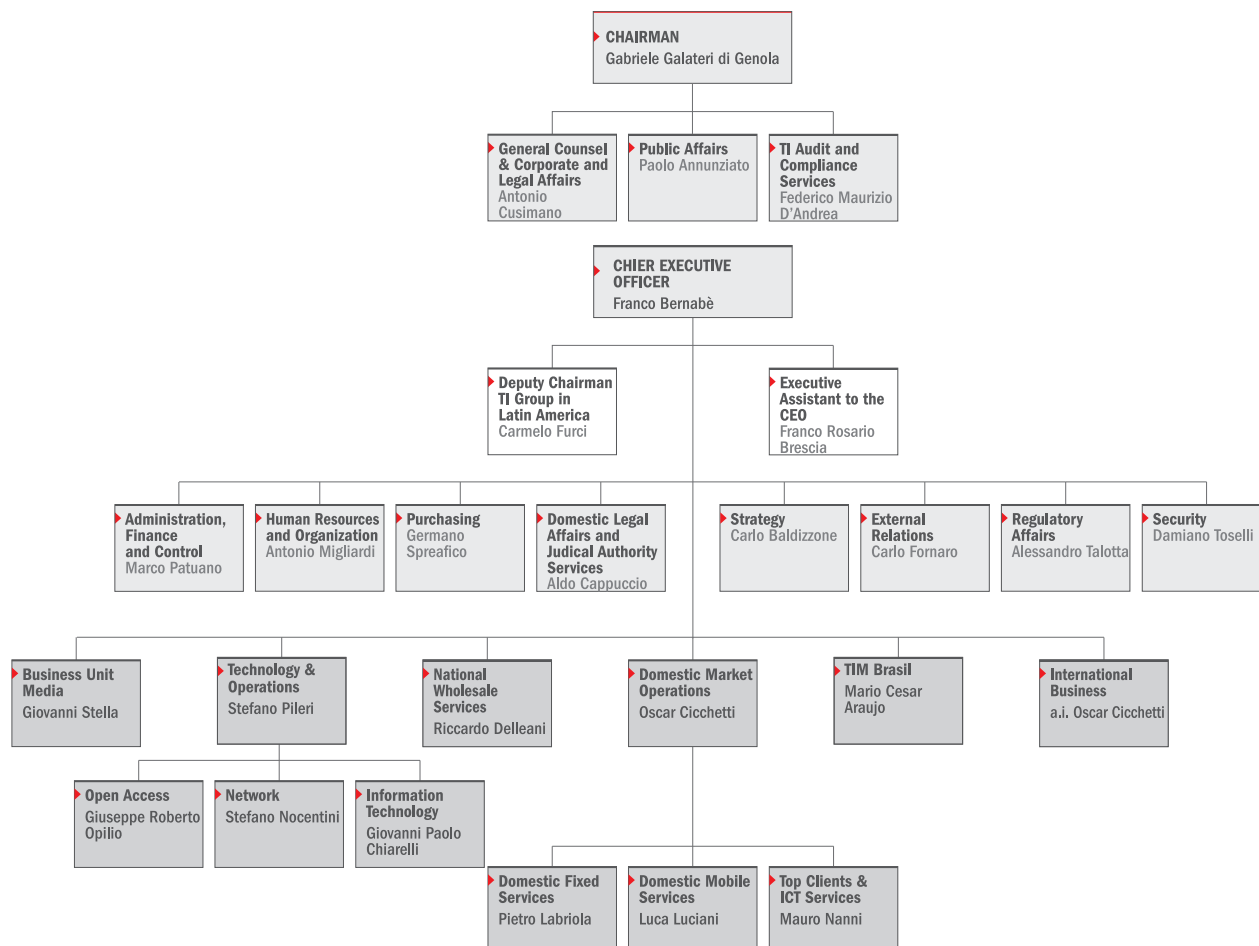 CHAIRMAN
Gabriele Galateri di Genola
General Counsel
& Corporate and
Legal Affairs
Antonio
Cusimano
Public Affairs
Paolo Annunziato
TI Audit and
Compliance
Services
Federico Maurizio
D'Andrea
CHIER EXECUTIVE
OFFICER
Franco Bernabè
Deputy Chairman
TI Group in
Latin America
Carmelo Furci
Executive
Assistant to the
CEO
Franco Rosario
Brescia
Administration,
Finance
and Control
Marco Patuano
Human Resources
and Organization
Antonio Migliardi
Purchasing
Germano
Spreafico
Domestic Legal
Affairs and
Judical Authority
Services
Aldo Cappuccio
Strategy
Carlo Baldizzone
External
Relations
Carlo Fornaro
Regulatory
Affairs
Alessandro Talotta
Security
Damiano Toselli
Business Unit
Media
Giovanni Stella
Technology &
Operations
Stefano Pileri
National
Wholesale
Services
Riccardo Delleani
Domestic Market
Operations
Oscar Cicchetti
TIM Brasil
Mario Cesar
Araujo
International
Business
a.i. Oscar Cicchetti
Open Access
Giuseppe Roberto
Opilio
Network
Stefano Nocentini
Information
Technology
Giovanni Paolo
Chiarelli
Domestic Fixed
Services
Pietro Labriola
Domestic Mobile
Services
Luca Luciani
Top Clients &
ICT Services
Mauro Nanni